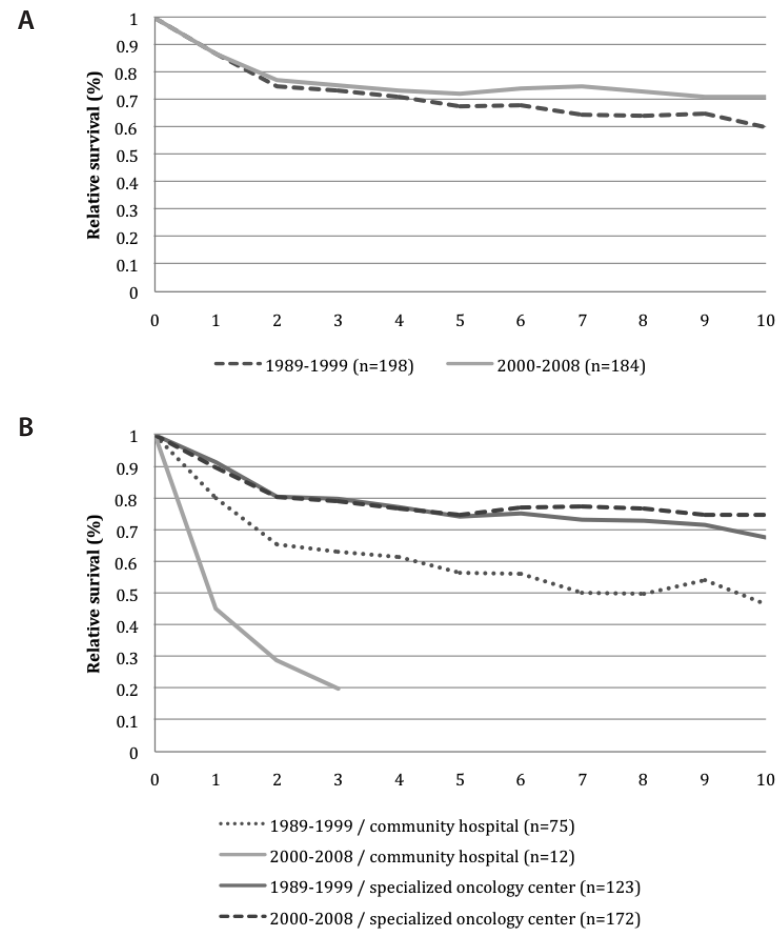 A
Relative survival (%)
1
0.9
0.8
0.7
0.6
0.5
0.4
0.3
0.2
0.1
0
0 1 2 3 4 5 6 7 8 9 10
1989-1999 (n=198) 2000-2008 (n=184)
B
Relative surival (%)
1
0.9
0.8
0.7
0.6
0.5
0.4
0.3
0.2
0.1
0
0 1 2 3 4 5 6 7 8 9 10
1989-1999 / community hospital (n=75)
2000-2008 / community hospital (n=12)
1989-1999 / specialized oncology center (n=123)
2000-2008 / specialized oncology center (n=172)